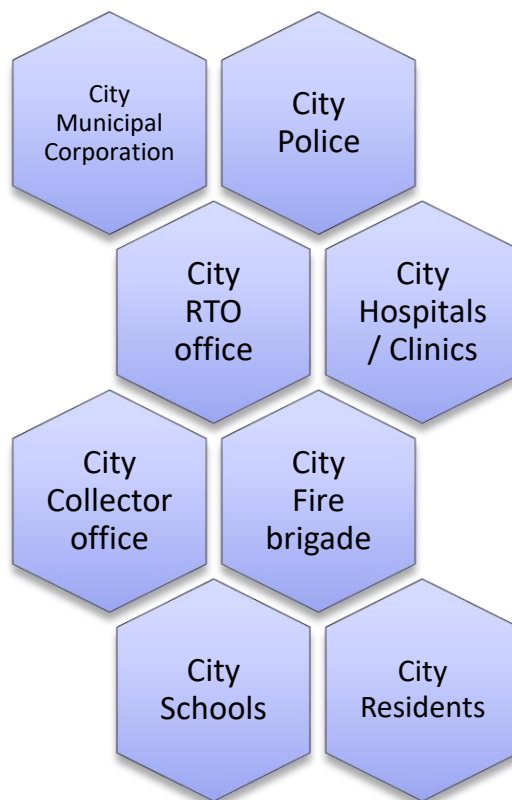 City
Municipal
Corporation
City
Police
City
RTO
office
City
Hospitals
/ Clinics
City
Collector
office
City
Fire
brigade
City
Schools
City
Residents